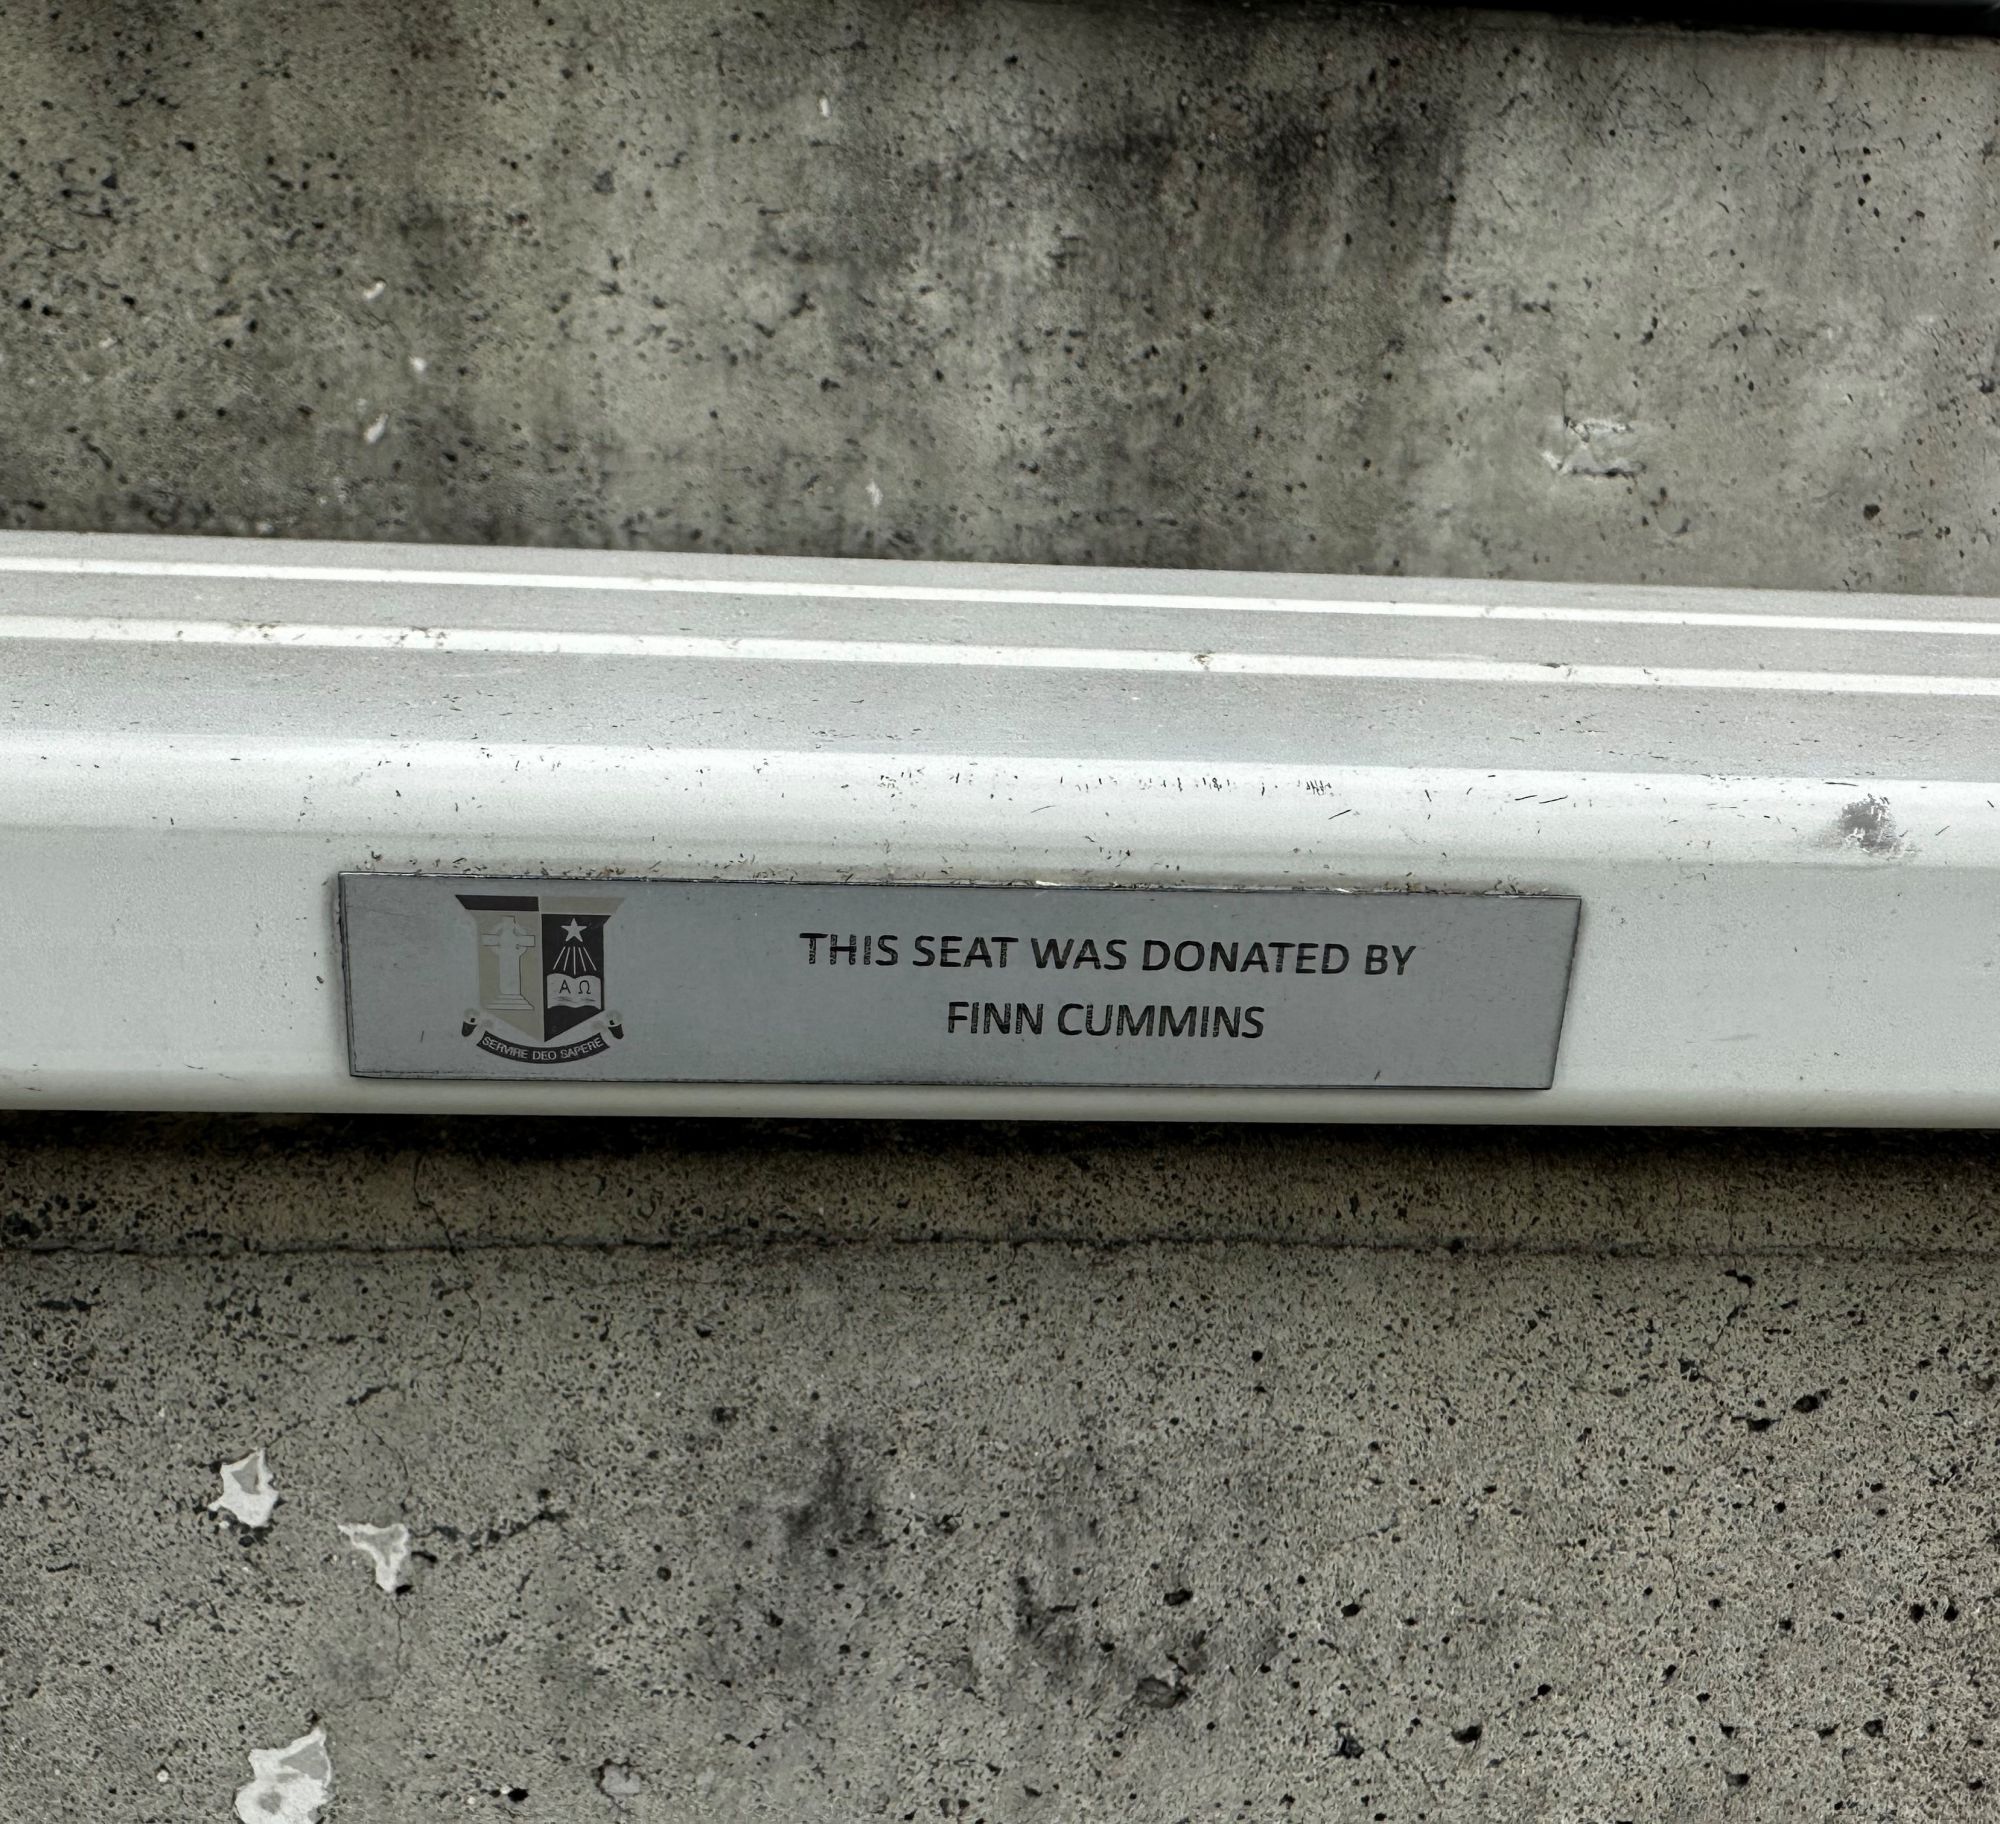 THIS SEAT WAS DONATED BY
FINN CUMMINS
Α Ω
SERVIRE DEO SAPERE